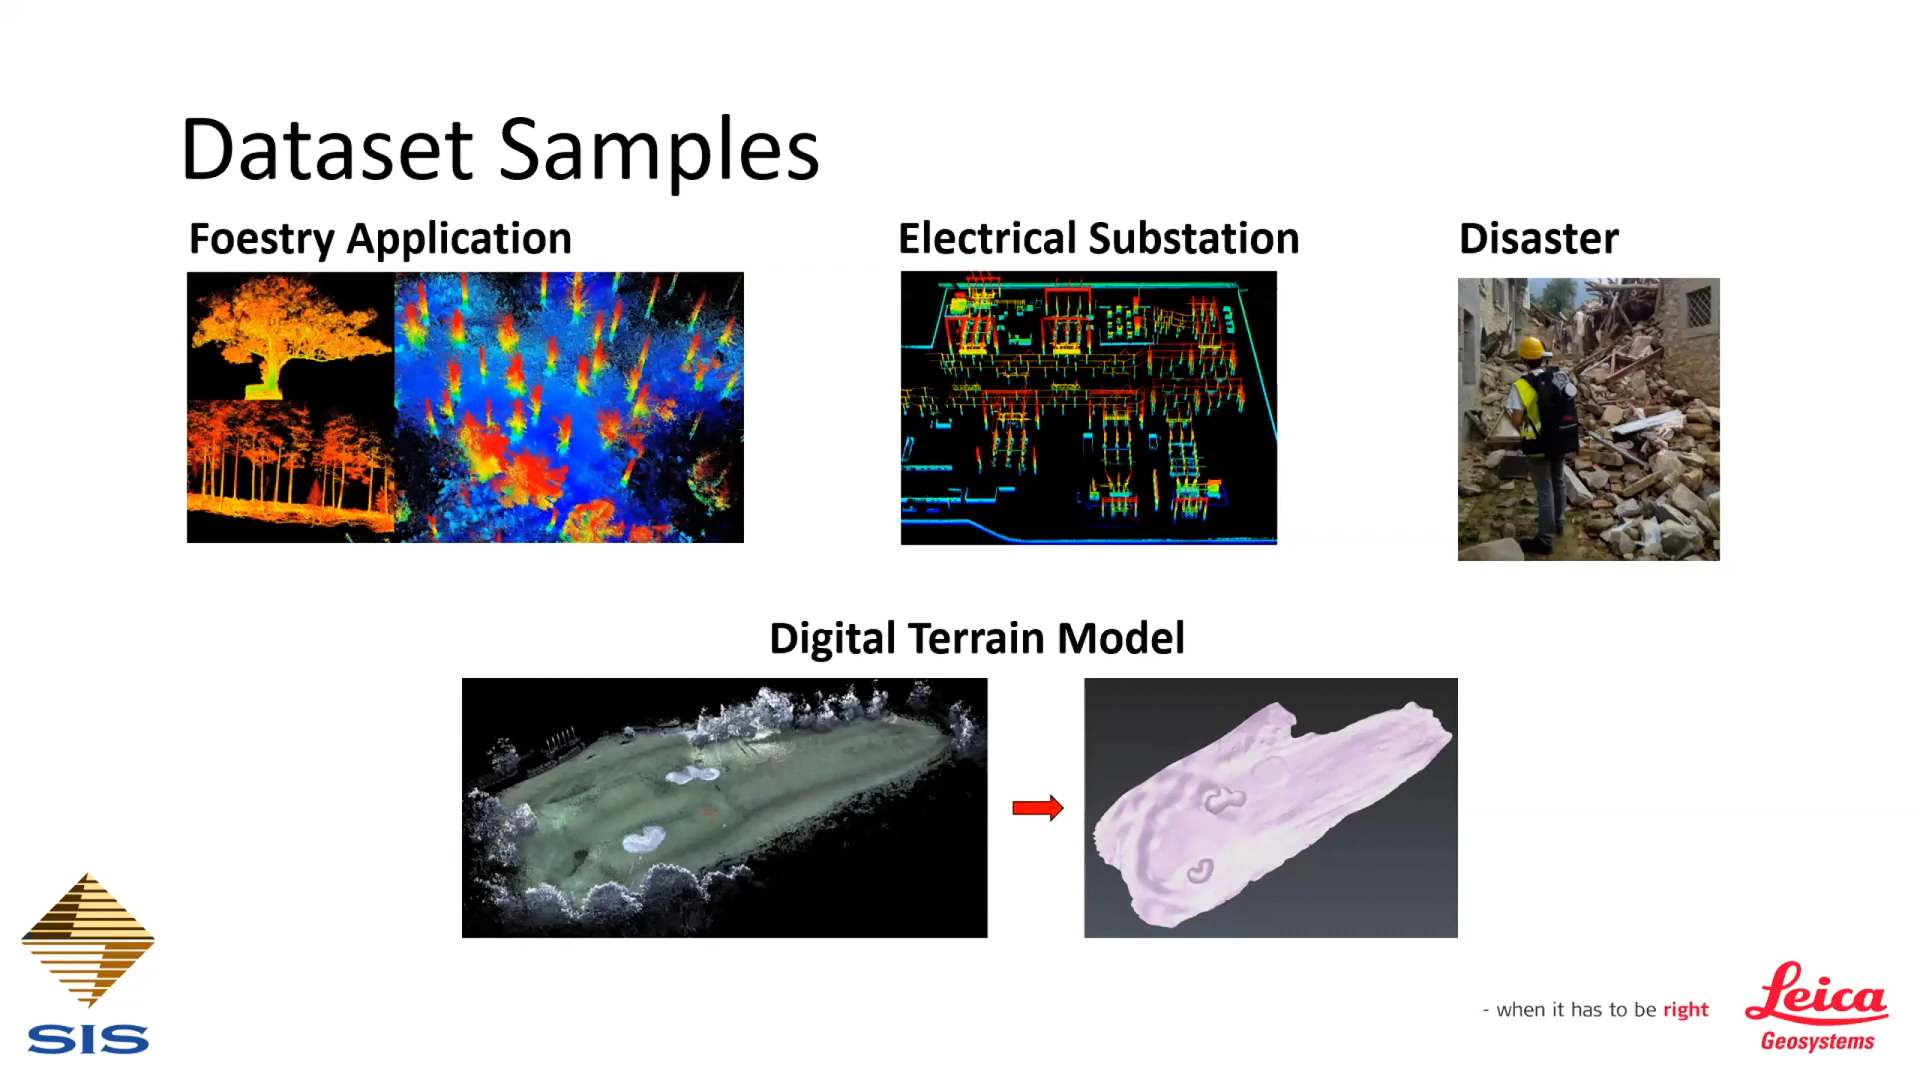 Dataset Samples
Foestry Application
Electrical Substation
Disaster
Digital Terrain Model
SIS
- when it has to be right
Leica
Geosystems